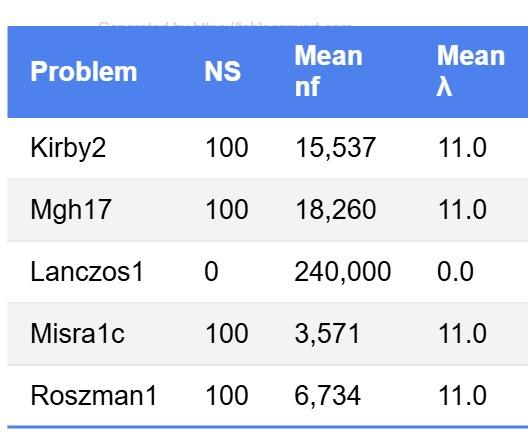 Generated by https://tableconvert.com
Problem NS Mean nf Mean λ
Kirby2 100 15,537 11.0
Mgh17 100 18,260 11.0
Lanczos1 0 240,000 0.0
Misra1c 100 3,571 11.0
Roszman1 100 6,734 11.0